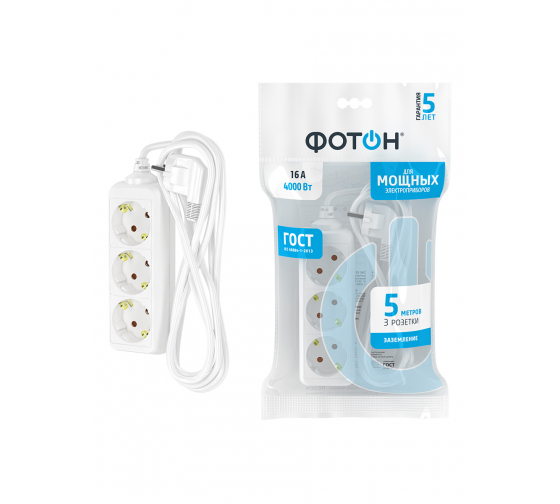 ГАРАНТИЯ
5 ЛЕТ
ФОТОН®
16 А
4000 Вт
ДЛЯ
МОЩНЫХ
ЭЛЕКТРОПРИБОРОВ
ГОСТ
5 МЕТРОВ
3 РОЗЕТКИ
ЗАЗЕМЛЕНИЕ
ГОСТ